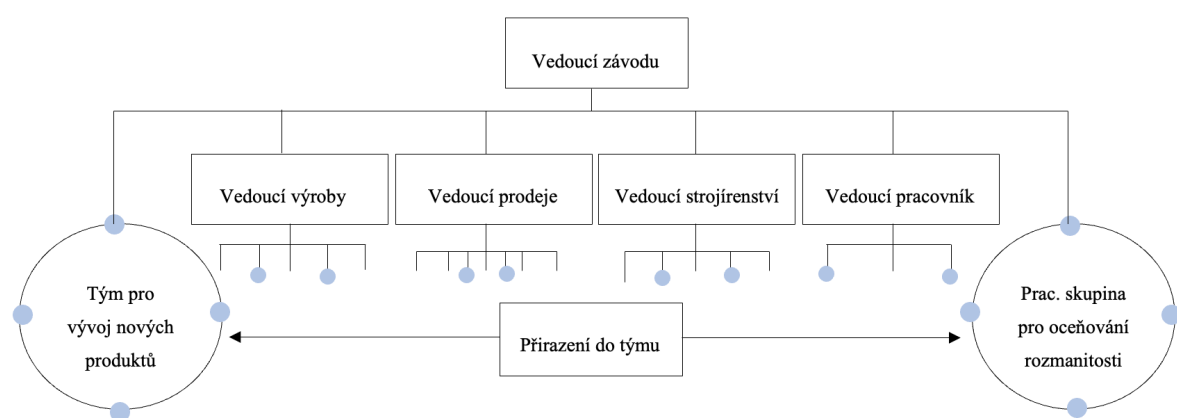 Vedoucí závodu
Vedoucí výroby
Vedoucí prodeje
Vedoucí strojírenství
Vedoucí pracovník
Tým pro
vývoj nových
produktů
Přirazení do týmu
Prac. skupina
pro oceňování
rozmanitosti